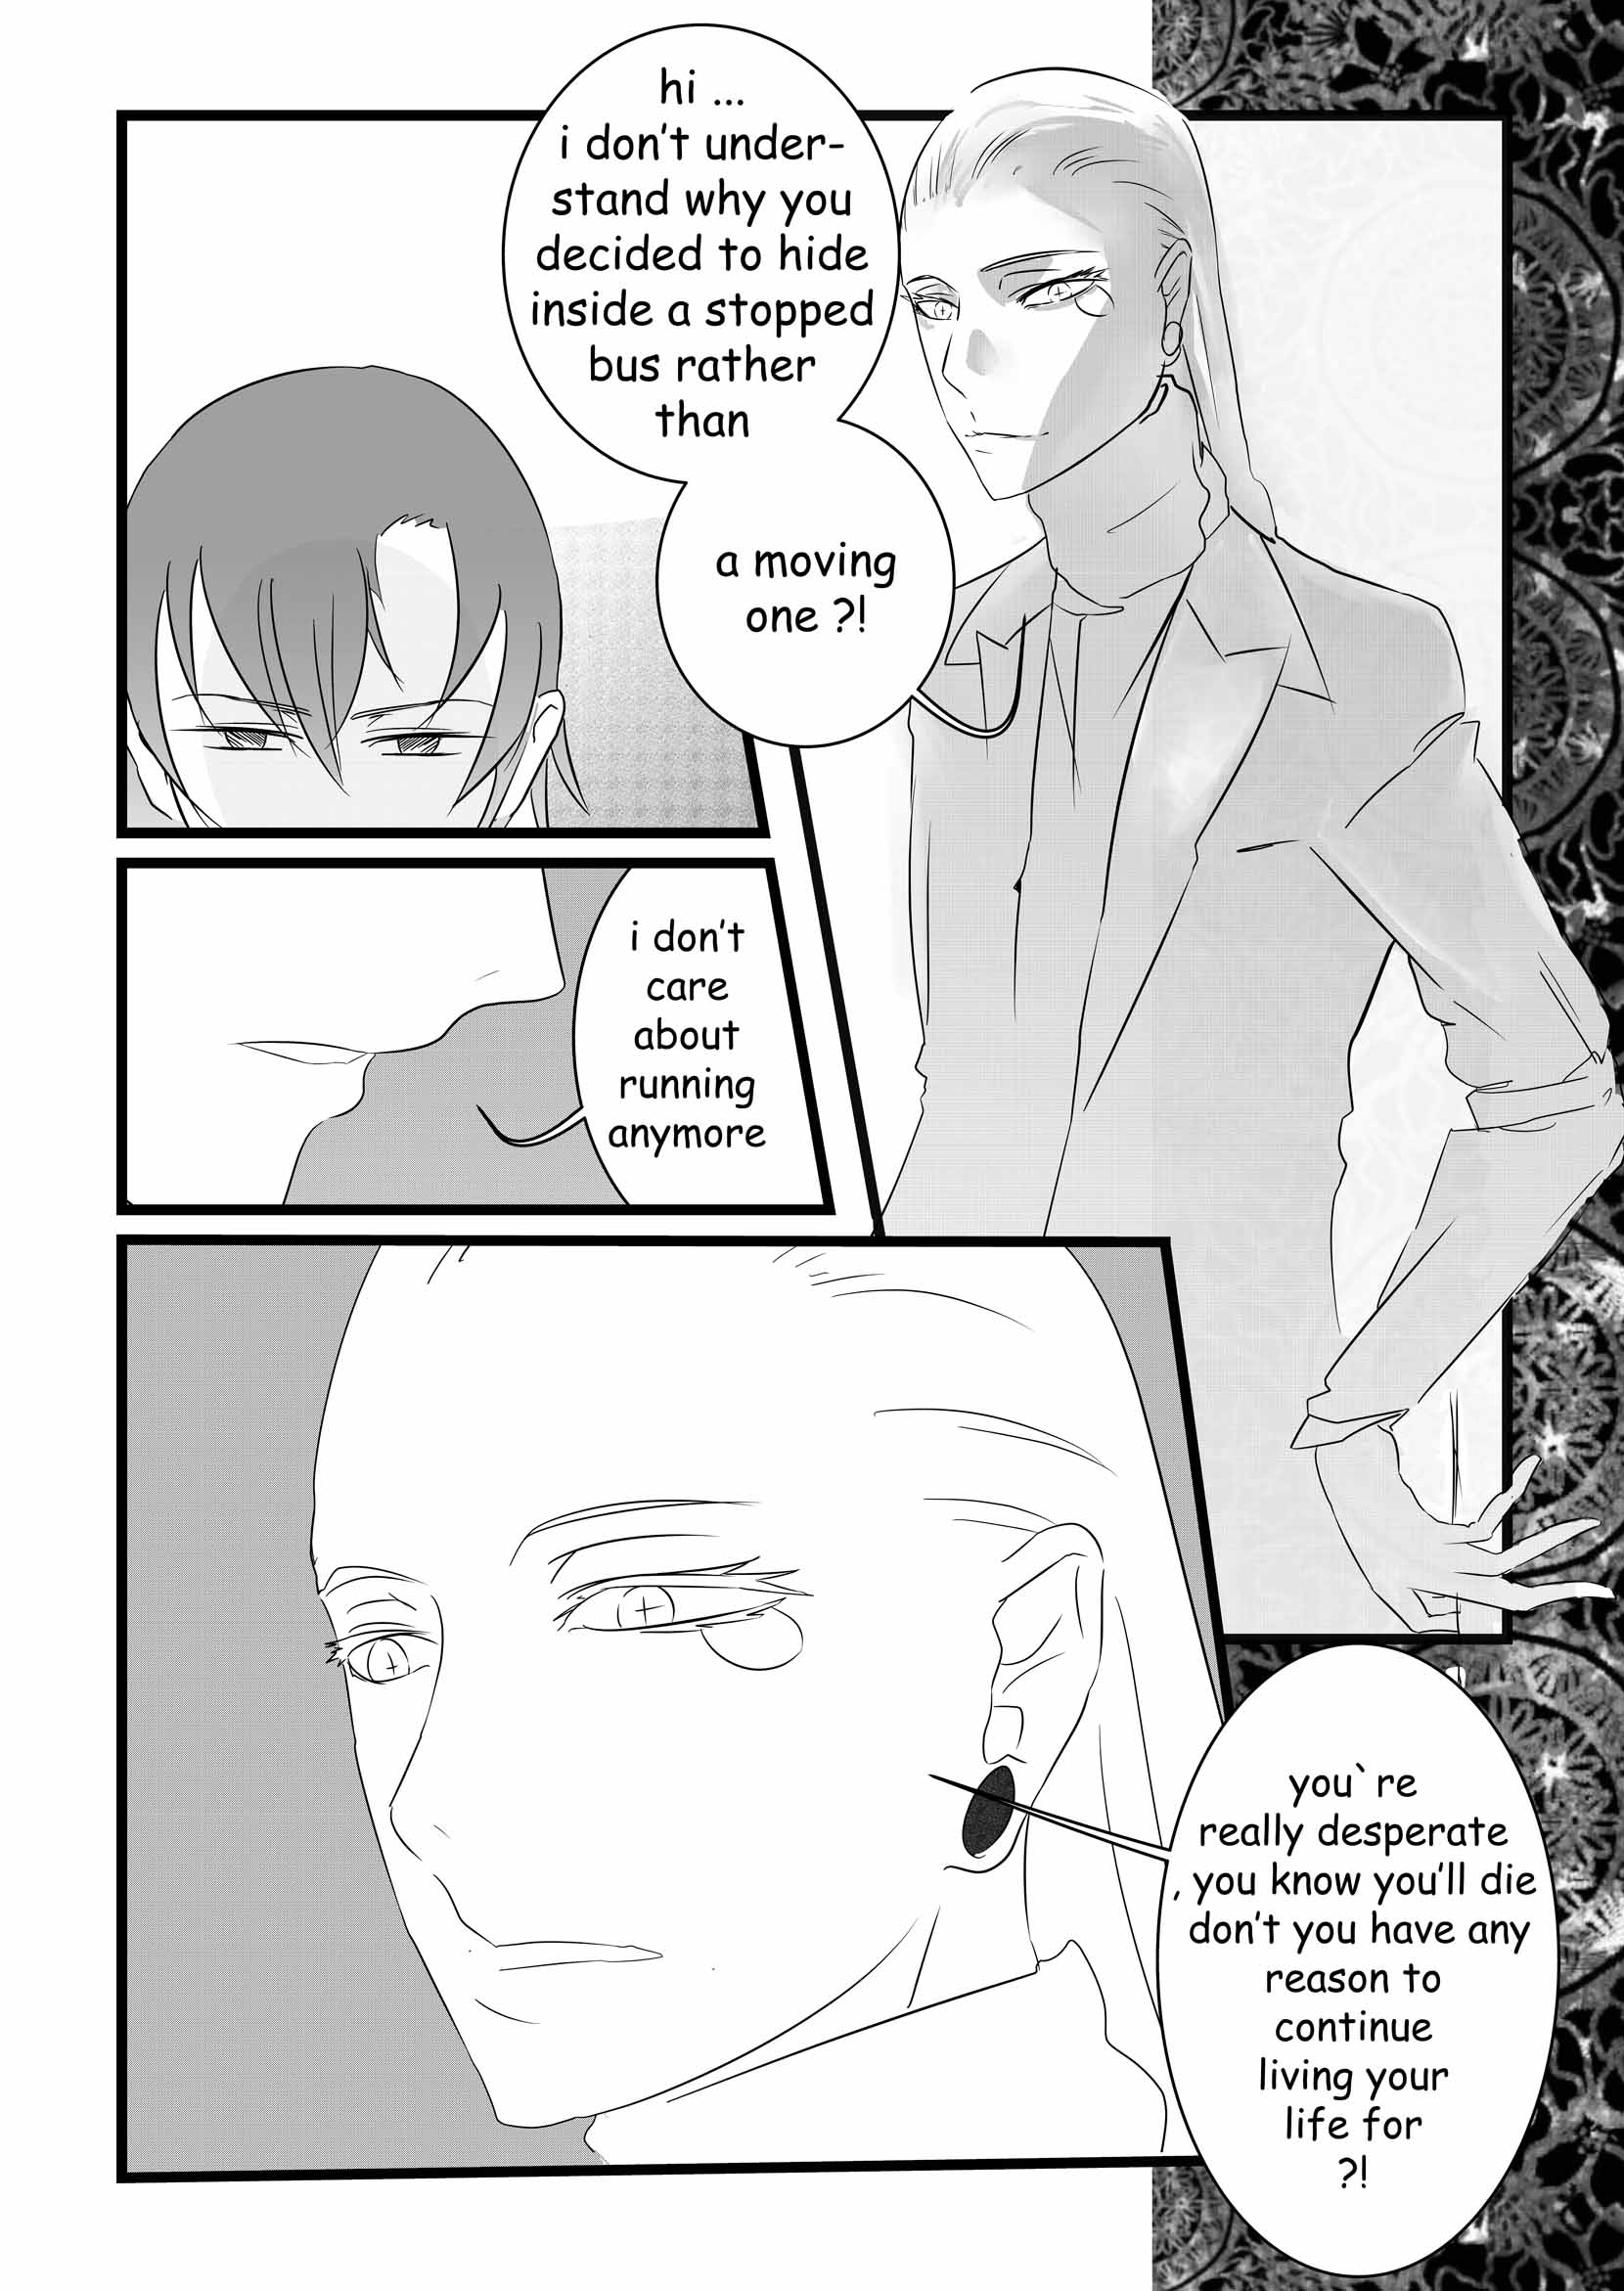 hi ...
i don't under-
stand why you
decided to hide
inside a stopped
bus rather
than
a moving
one ?!
i don't
care
about
running
anymore
you`re
really desperate
, you know you'll die
don't you have any
reason to
continue
living your
life for
?!